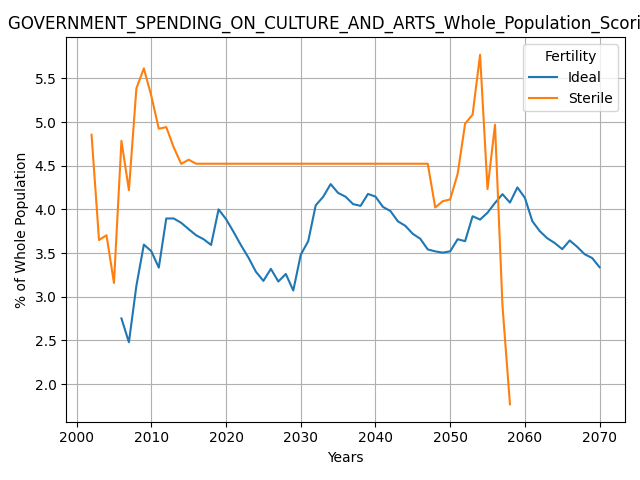 GOVERNMENT_SPENDING_ON_CULTURE_AND_ARTS_Whole_Population_Scori
Fertility
Ideal
Sterile
% of Whole Population
5.5
5.0
4.5
4.0
3.5
3.0
2.5
2.0
2000 2010 2020 2030 2040 2050 2060 2070
Years